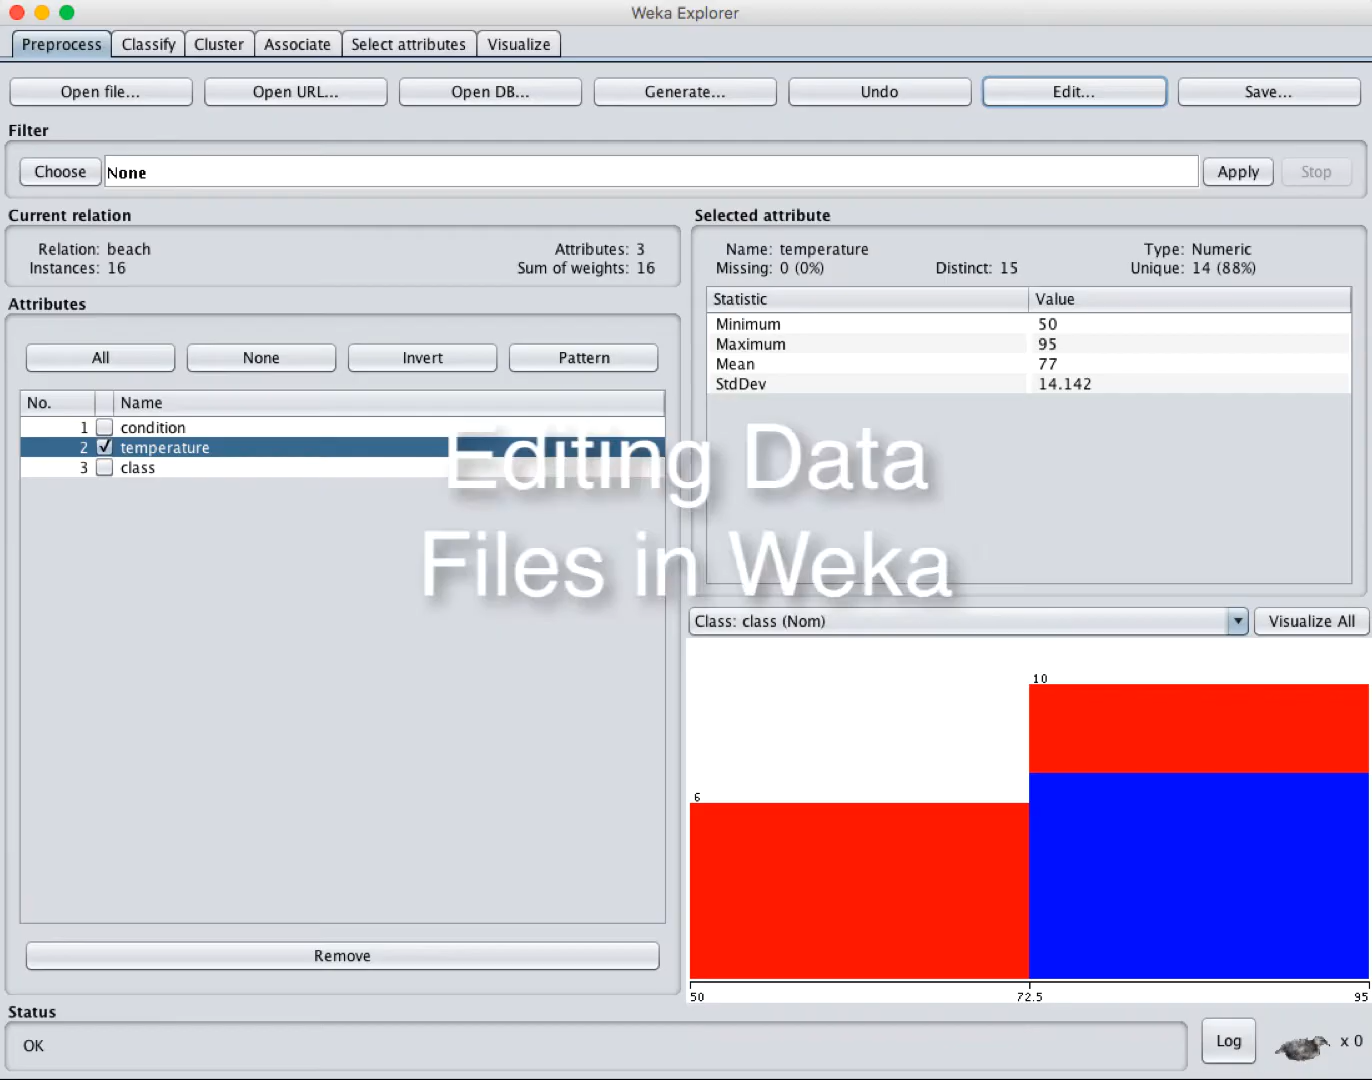 Weka Explorer
Preprocess Classify Cluster Associate Select attributes Visualize
Open file... Open URL... Open DB... Generate... Undo Edit... Save...
Filter
Choose None Apply Stop
Current relation
Relation: beach Attributes: 3
Instances: 16 Sum of weights: 16
Selected attribute
Name: temperature Type: Numeric
Missing: 0 (0%) Distinct: 15 Unique: 14 (88%)
Statistic Value
Minimum 50
Maximum 95
Mean 77
StdDev 14.142
Attributes
All None Invert Pattern
No. Name
1 condition
2 temperature
3 class
Editing Data
Files in Weka
Remove
Class: class (Nom) Visualize All
10
6
50 72.5 95
Status
OK
Log x 0